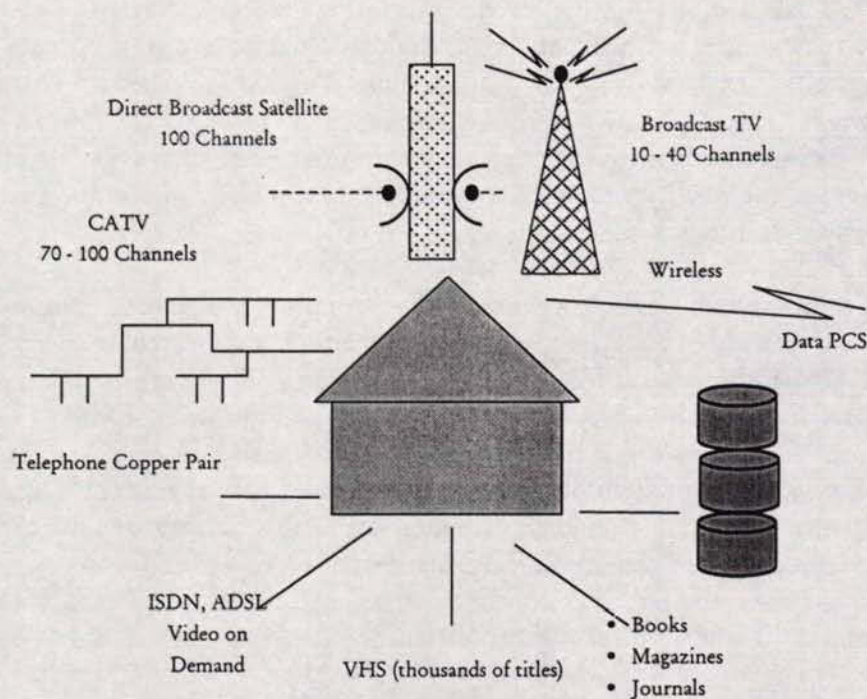 Direct Broadcast Satellite
100 Channels
Broadcast TV
10 - 40 Channels
CATV
70 - 100 Channels
Wireless
Data PCS
Telephone Copper Pair
ISDN, ADSL
Video on
Demand
VHS (thousands of titles)
• Books
• Magazines
• Journals